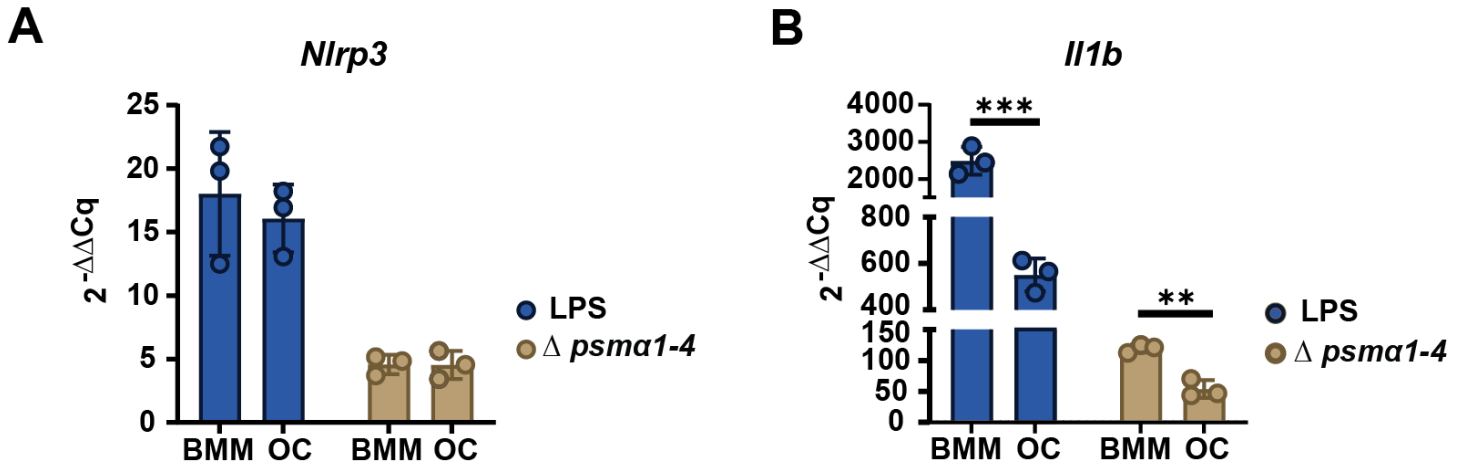 A
Nlrp3
25
20
15
10
5
0
2^-ΔΔCq
BMM OC BMM OC
LPS
Δ psmα1-4
B
Il1b
4000
3000
2000
800
600
400
150
100
50
0
2^-ΔΔCq
***
**
BMM OC BMM OC
LPS
Δ psmα1-4